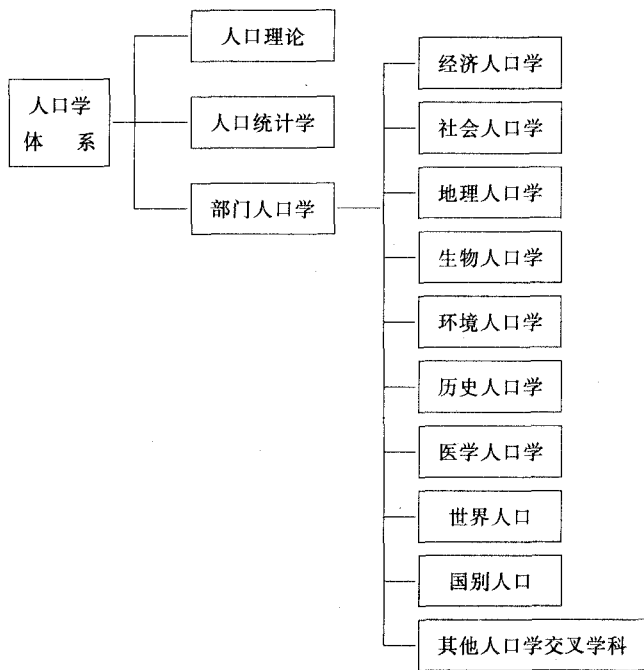 人口学
体 系
人口理论
人口统计学
部门人口学
经济人口学
社会人口学
地理人口学
生物人口学
环境人口学
历史人口学
医学人口学
世界人口
国别人口
其他人口学交叉学科